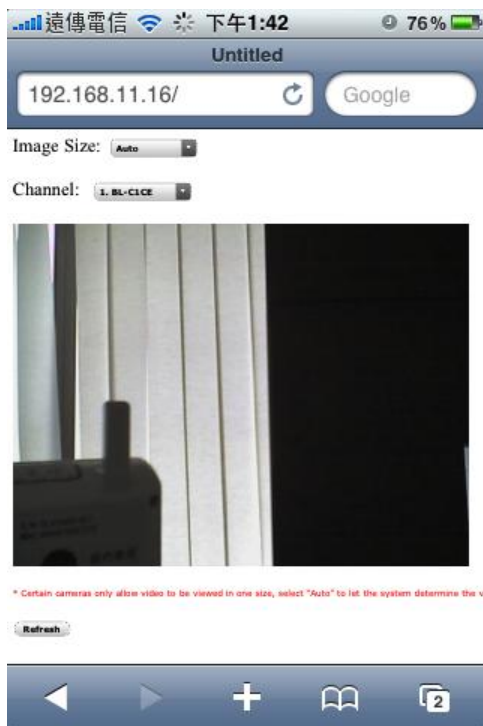 遠傳電信 下午1:42 76%
Untitled
192.168.11.16/ Google
Image Size: Auto
Channel: 1. BL-C1CE
* Certain cameras only allow video to be viewed in one size, select "Auto" to let the system determine the v
Refresh
2